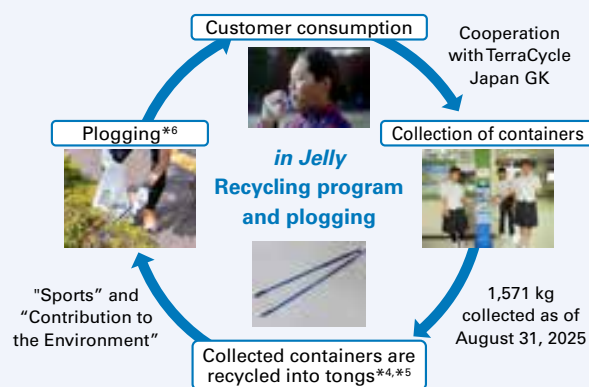 Customer consumption
Cooperation
with TerraCycle
Japan GK
Plogging*6
Collection of containers
in Jelly
Recycling program
and plogging
"Sports” and
“Contribution to
the Environment”
1,571 kg
collected as of
August 31, 2025
Collected containers are
recycled into tongs*4,*5